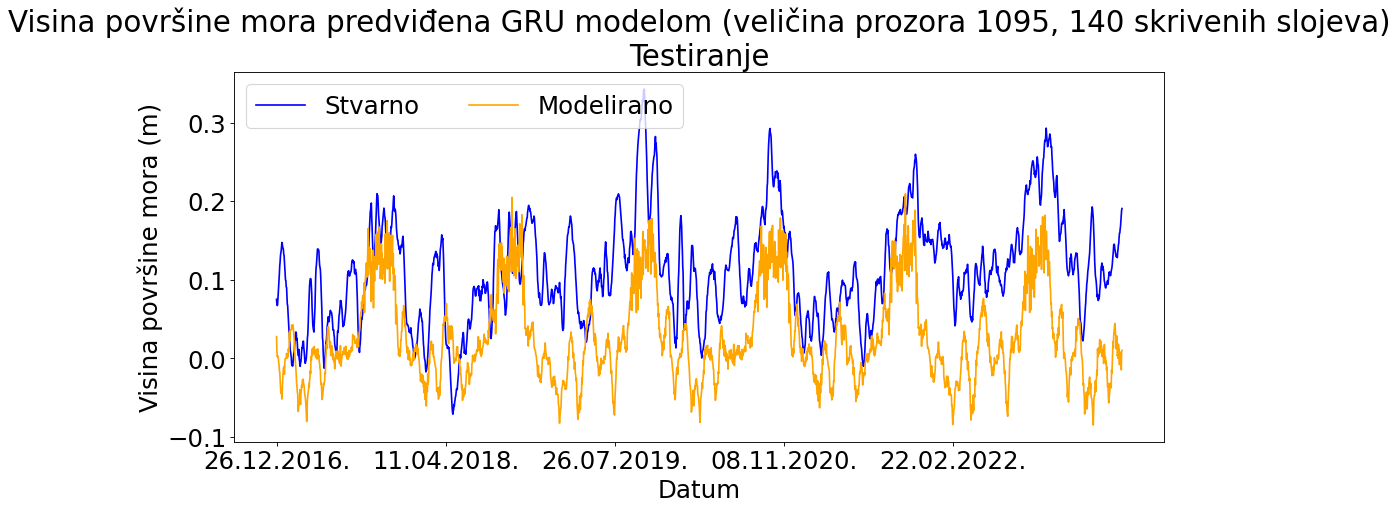 Visina površine mora predviđena GRU modelom (veličina prozora 1095, 140 skrivenih slojeva)
Testiranje
Stvarno Modelirano
Visina površine mora (m)
0.3
0.2
0.1
0.0
−0.1
26.12.2016. 11.04.2018. 26.07.2019. 08.11.2020. 22.02.2022.
Datum